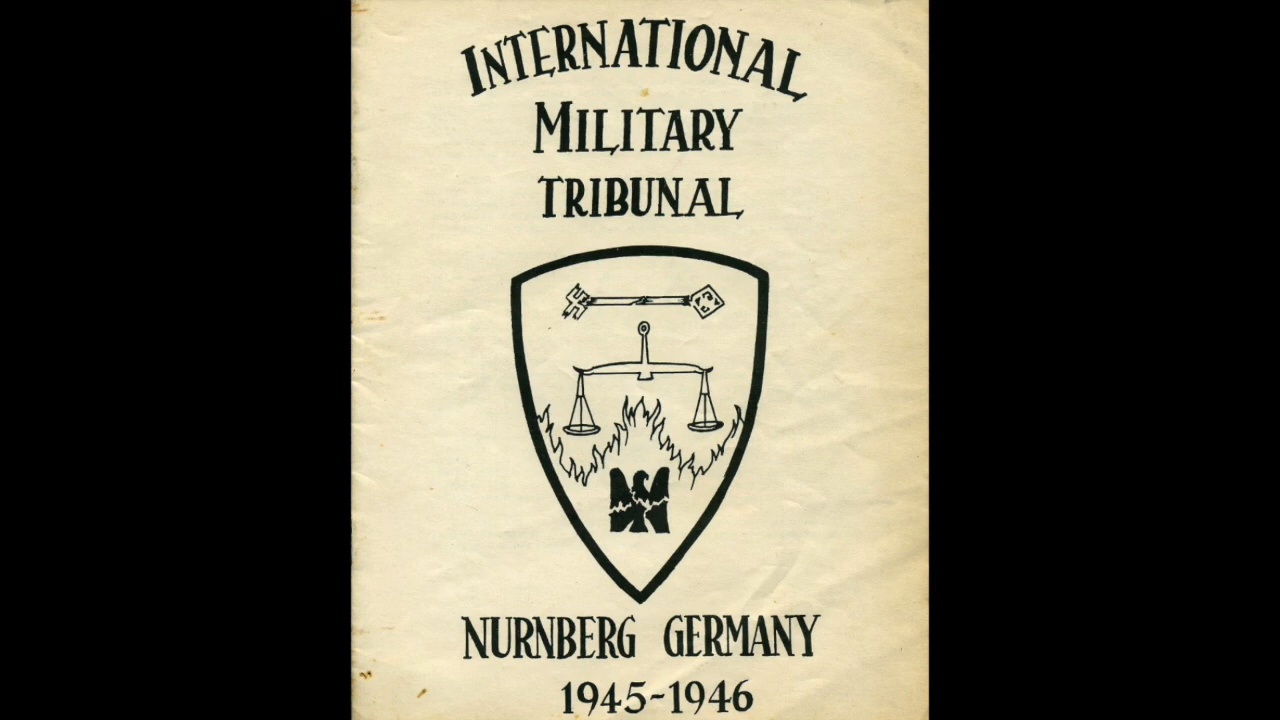 INTERNATIONAL
MILITARY
TRIBUNAL
NURNBERG GERMANY
1945-1946